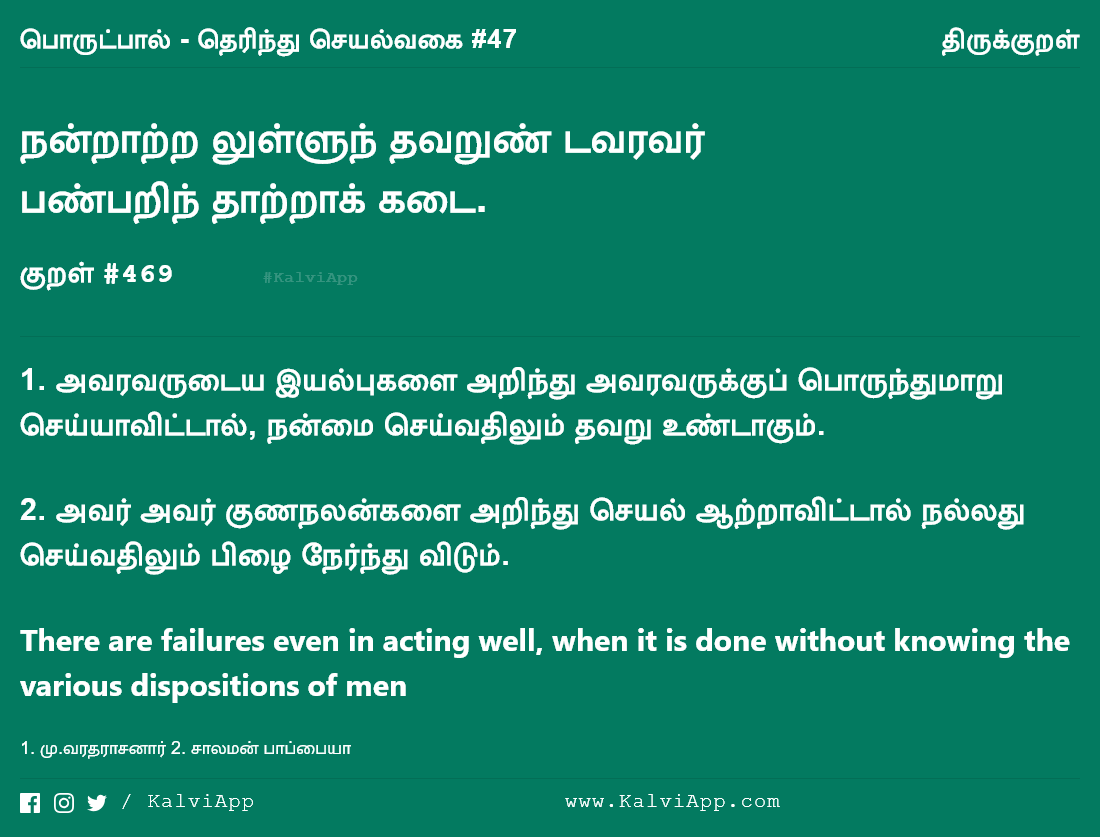 பொருட்பால் - தெரிந்து செயல்வகை #47 திருக்குறள்
நன்றாற்ற லுள்ளுந் தவறுண் டவரவர்
பண்பறிந் தாற்றாக் கடை.
குறள் #469 #KalviApp
1. அவரவருடைய இயல்புகளை அறிந்து அவரவருக்குப் பொருந்துமாறு
செய்யாவிட்டால், நன்மை செய்வதிலும் தவறு உண்டாகும்.
2. அவர் அவர் குணநலன்களை அறிந்து செயல் ஆற்றாவிட்டால் நல்லது
செய்வதிலும் பிழை நேர்ந்து விடும்.
There are failures even in acting well, when it is done without knowing the
various dispositions of men
1. மு.வரதராசனார் 2. சாலமன் பாப்பையா
/ KalviApp www.KalviApp.com